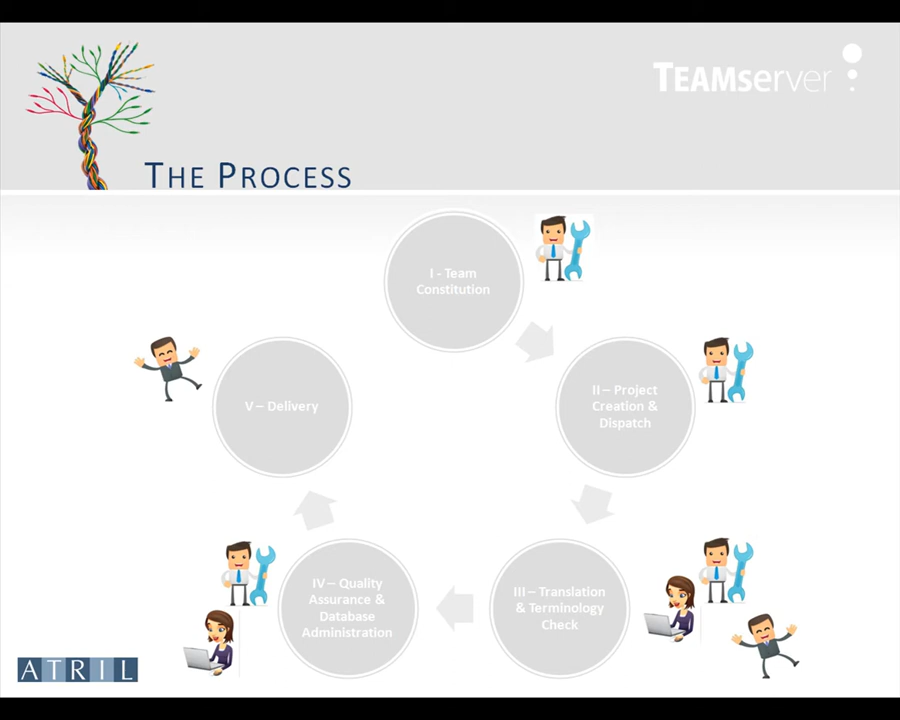 TEAMserver
THE PROCESS
I - Team
Constitution
II – Project
Creation &
Dispatch
III – Translation
& Terminology
Check
IV – Quality
Assurance &
Database
Administration
V – Delivery
ATRIL